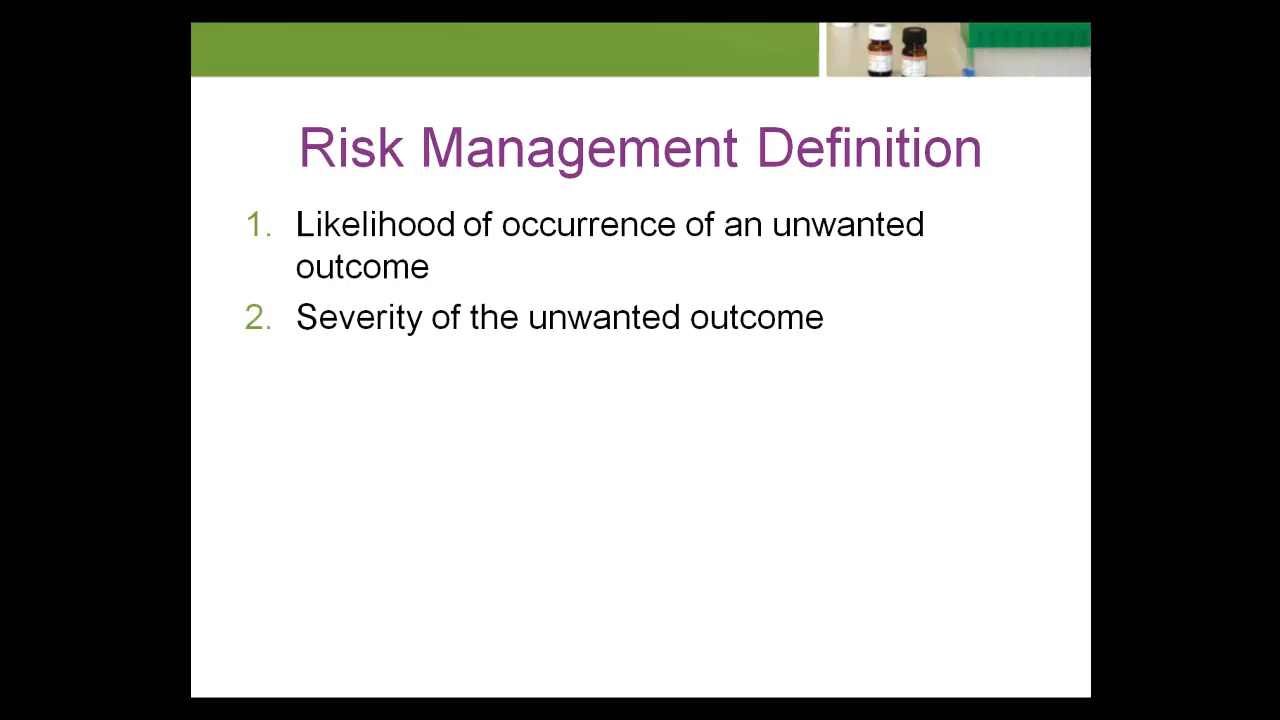 Risk Management Definition
1. Likelihood of occurrence of an unwanted
outcome
2. Severity of the unwanted outcome